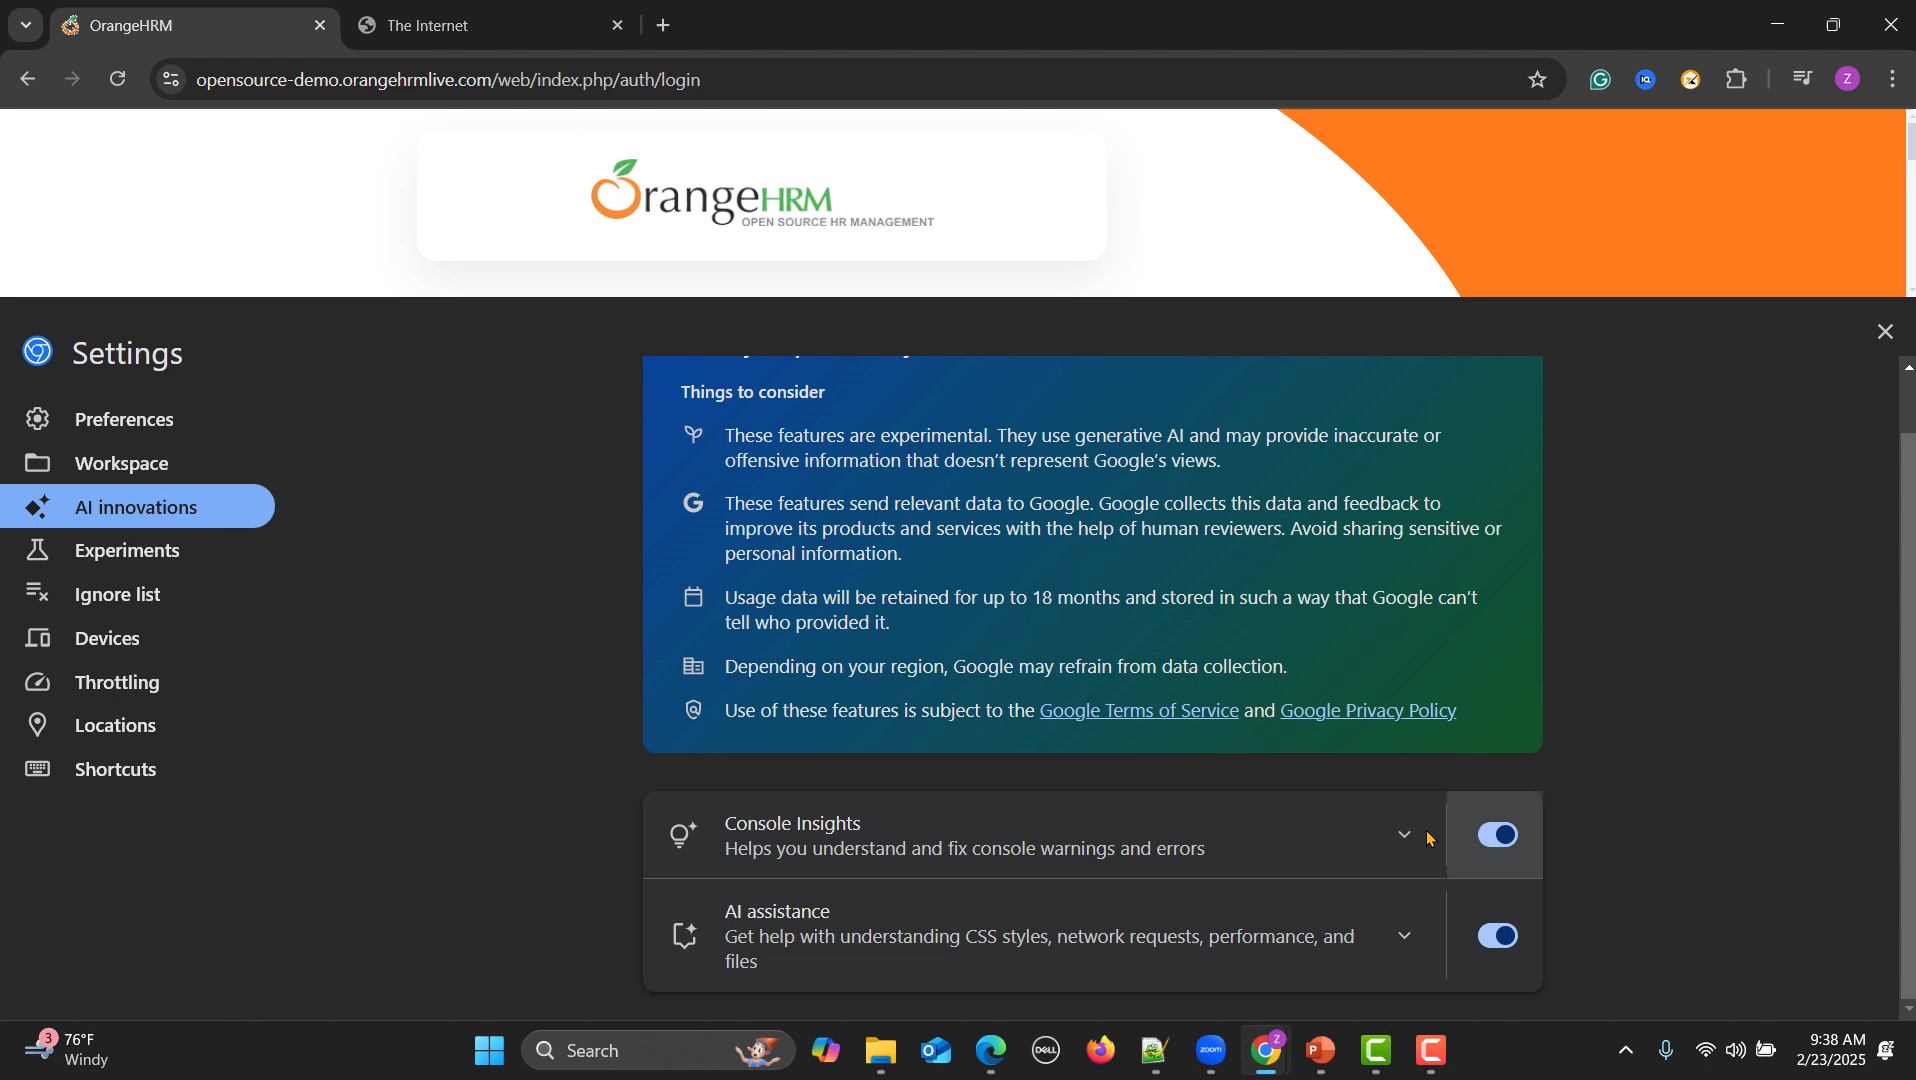 OrangeHRM
The Internet
opensource-demo.orangehrmlive.com/web/index.php/auth/login
Z
OrangeHRM
OPEN SOURCE HR MANAGEMENT
Settings
Preferences
Workspace
AI innovations
Experiments
Ignore list
Devices
Throttling
Locations
Shortcuts
Things to consider
These features are experimental. They use generative AI and may provide inaccurate or
offensive information that doesn't represent Google's views.
These features send relevant data to Google. Google collects this data and feedback to
improve its products and services with the help of human reviewers. Avoid sharing sensitive or
personal information.
Usage data will be retained for up to 18 months and stored in such a way that Google can't
tell who provided it.
Depending on your region, Google may refrain from data collection.
Use of these features is subject to the Google Terms of Service and Google Privacy Policy
Console Insights
Helps you understand and fix console warnings and errors
AI assistance
Get help with understanding CSS styles, network requests, performance, and
files
3
76°F
Windy
Search
DELL
zoom
Z
9:38 AM
2/23/2025